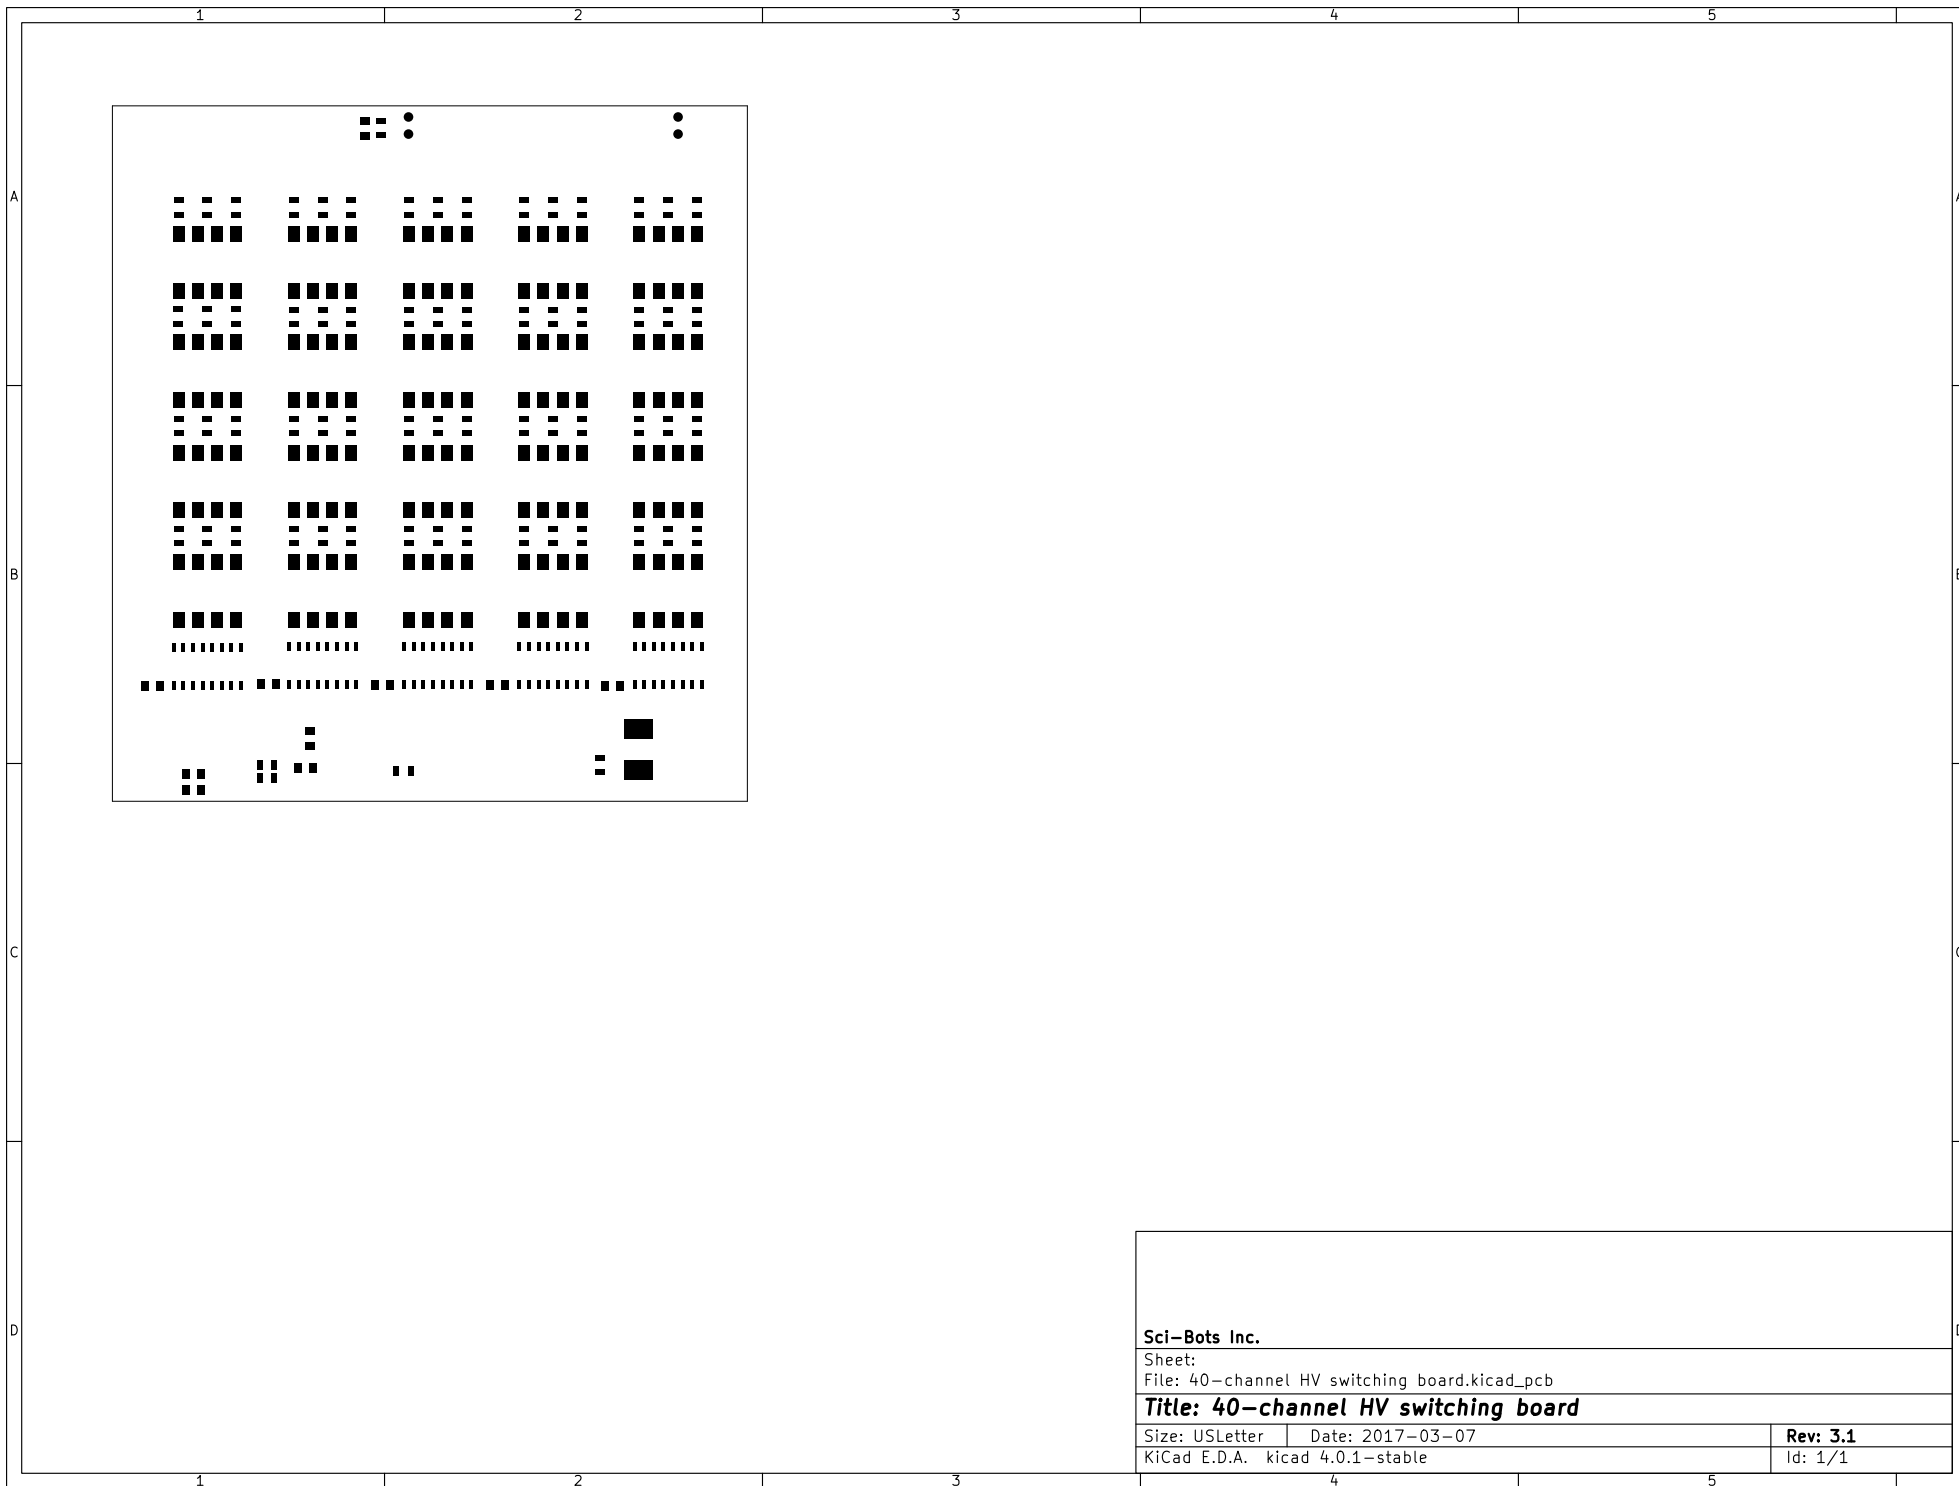 1 2 3 4 5
A A
B B
C C
D D
Sci-Bots Inc.
Sheet:
File: 40-channel HV switching board.kicad_pcb
Title: 40-channel HV switching board
Size: USLetter Date: 2017-03-07 Rev: 3.1
KiCad E.D.A. kicad 4.0.1-stable Id: 1/1
1 2 3 4 5